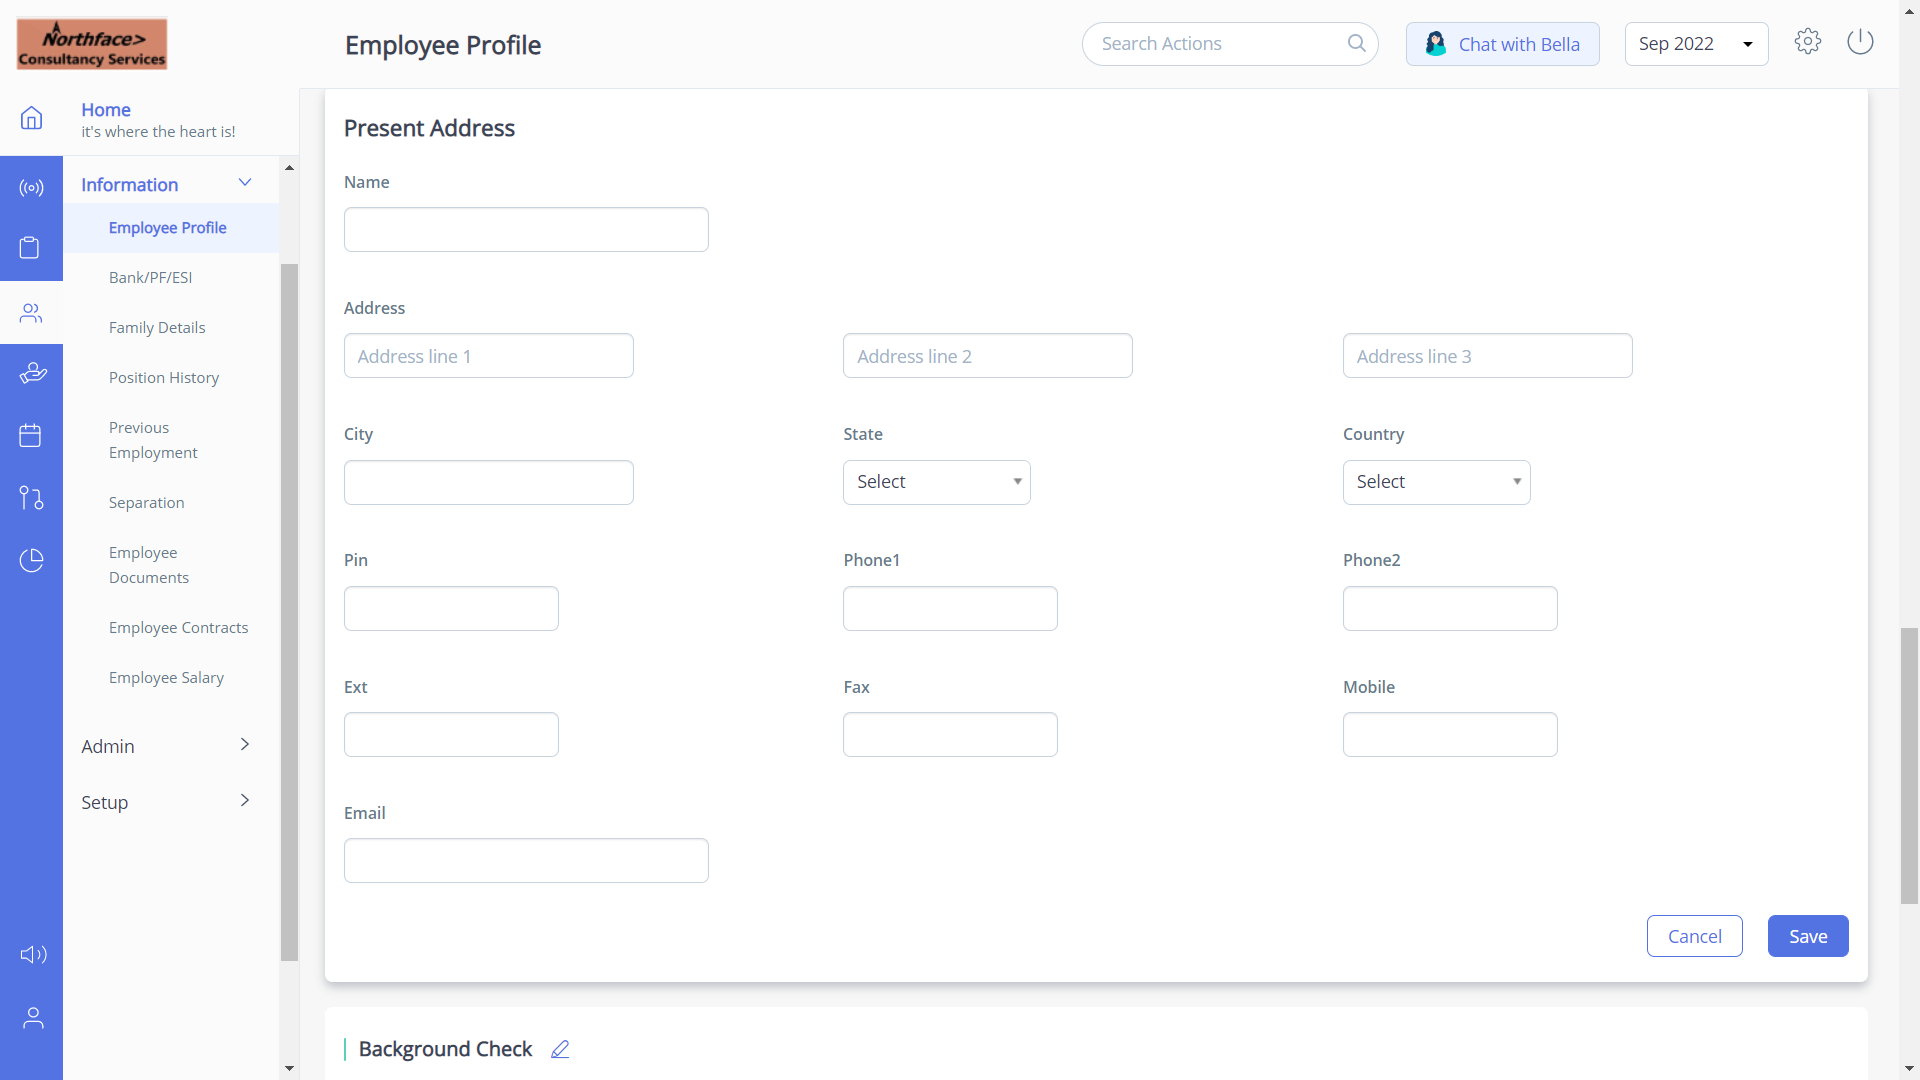 Northface>
Consultancy Services
Employee Profile
Search Actions
Chat with Bella
Sep 2022
Home
it's where the heart is!
Information
Employee Profile
Bank/PF/ESI
Family Details
Position History
Previous
Employment
Separation
Employee
Documents
Employee Contracts
Employee Salary
Admin
Setup
Present Address
Name
Address
Address line 1
Address line 2
Address line 3
City
State
Country
Select
Select
Pin
Phone1
Phone2
Ext
Fax
Mobile
Email
Cancel
Save
Background Check